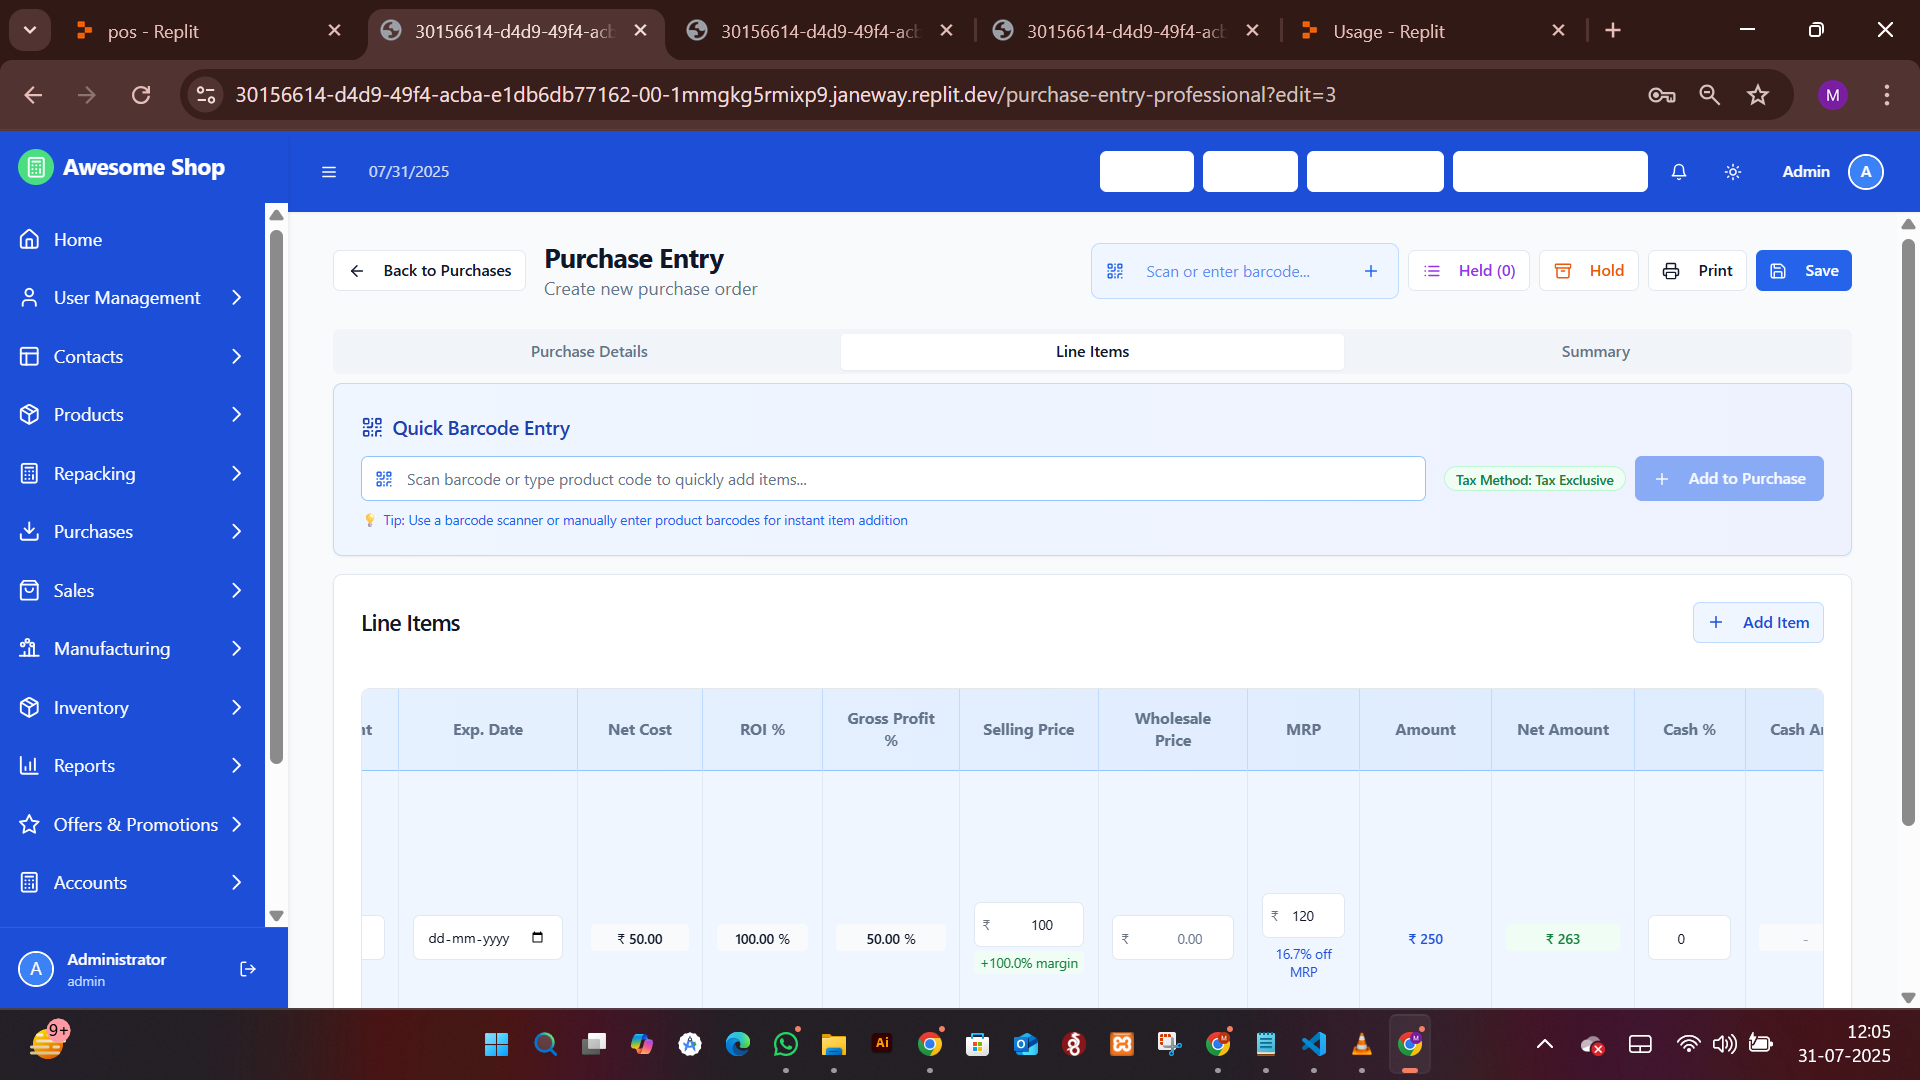 pos - Replit
30156614-d4d9-49f4-acb
30156614-d4d9-49f4-acb
30156614-d4d9-49f4-acb
Usage - Replit
30156614-d4d9-49f4-acba-e1db6db77162-00-1mmgkg5rmixp9.janeway.replit.dev/purchase-entry-professional?edit=3
M
Awesome Shop
07/31/2025
Admin
A
Home
User Management
Contacts
Products
Repacking
Purchases
Sales
Manufacturing
Inventory
Reports
Offers & Promotions
Accounts
A
Administrator
admin
Back to Purchases
Purchase Entry
Create new purchase order
Scan or enter barcode...
Held (0)
Hold
Print
Save
Purchase Details
Line Items
Summary
Quick Barcode Entry
Scan barcode or type product code to quickly add items...
Tax Method: Tax Exclusive
Add to Purchase
Tip: Use a barcode scanner or manually enter product barcodes for instant item addition
Line Items
Add Item
nt
Exp. Date
Net Cost
ROI %
Gross Profit
%
Selling Price
Wholesale
Price
MRP
Amount
Net Amount
Cash %
Cash A
dd-mm-yyyy
₹ 50.00
100.00 %
50.00 %
₹ 100
+100.0% margin
₹ 0.00
₹ 120
16.7% off
MRP
₹ 250
₹ 263
0
-
9+
Ai
12:05
31-07-2025